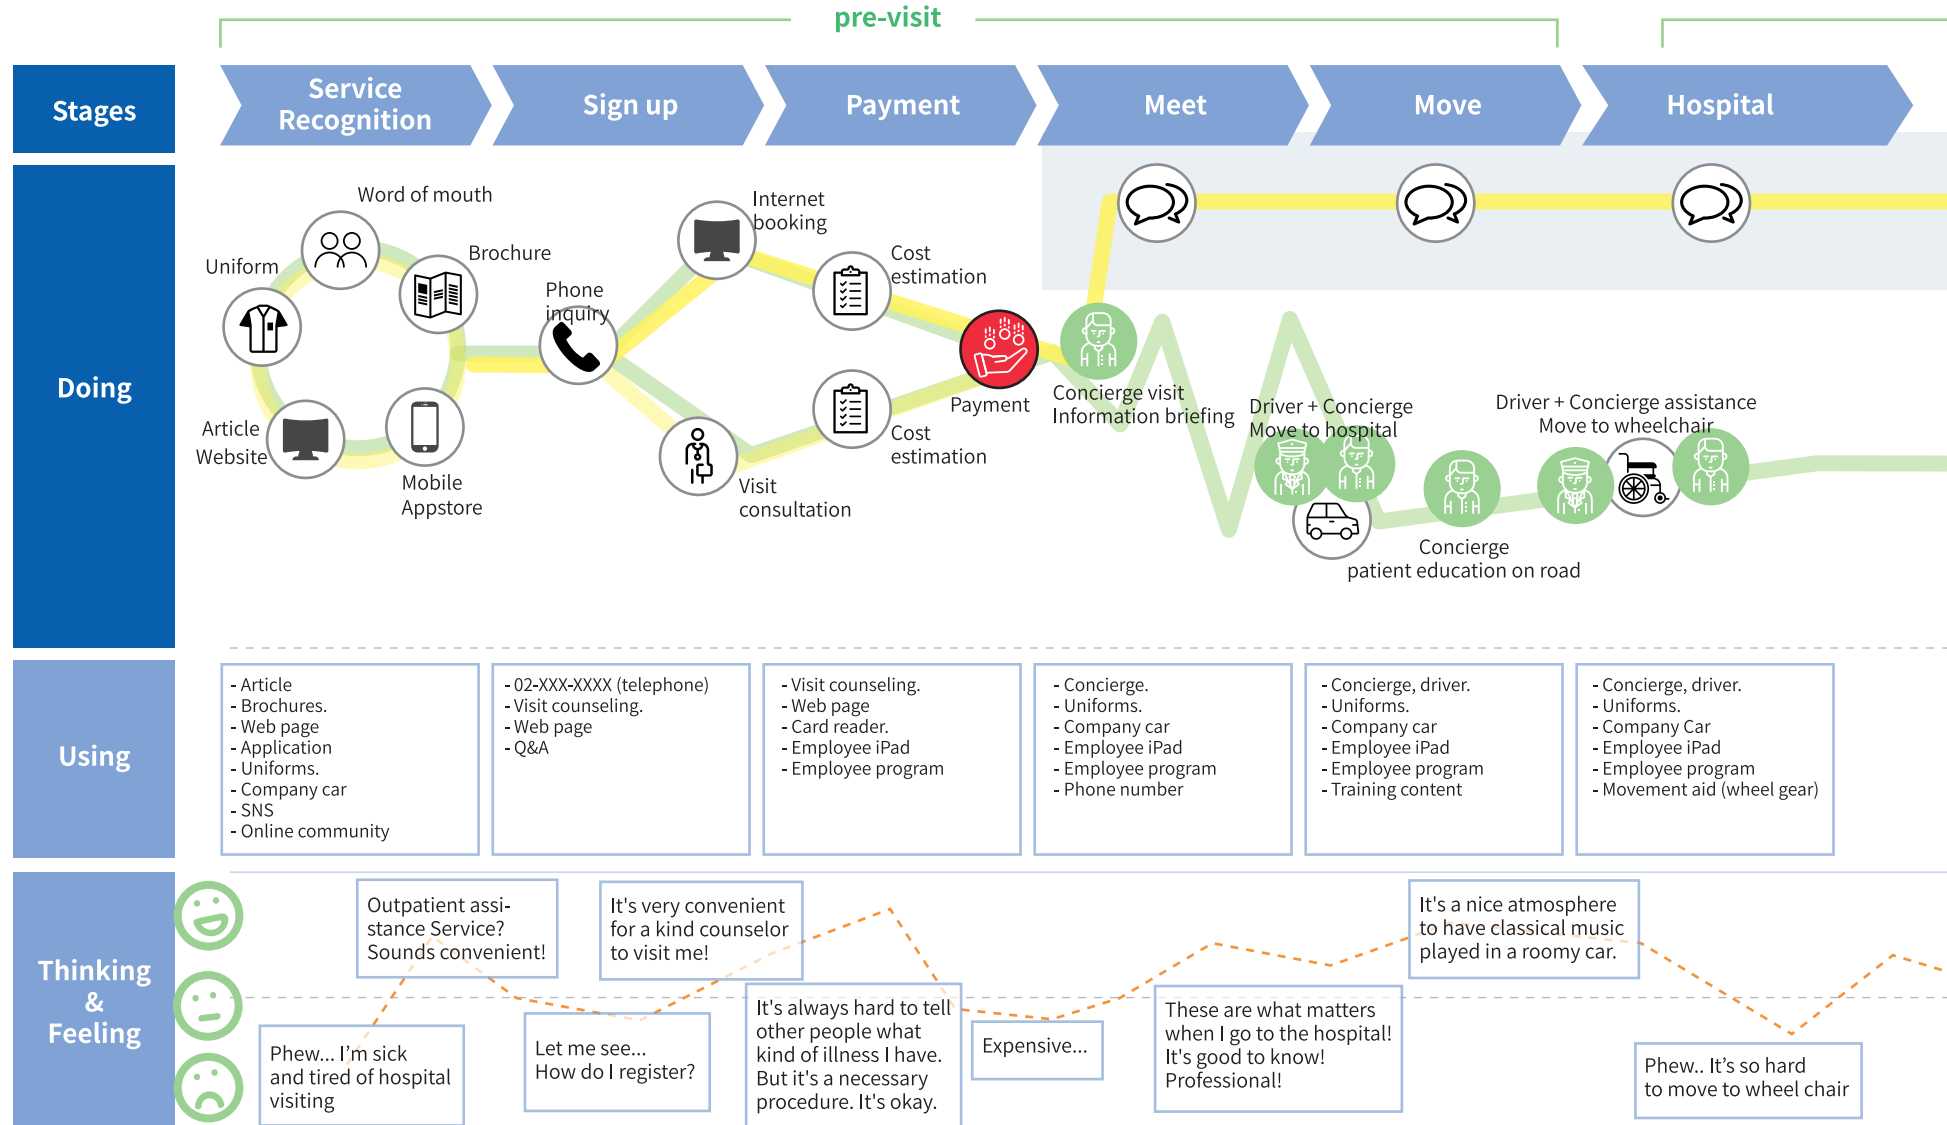 pre-visit
Stages
Service
Recognition
Sign up
Payment
Meet
Move
Hospital
Doing
Word of mouth
Uniform
Brochure
Article
Website
Mobile
Appstore
Phone
inquiry
Internet
booking
Visit
consultation
Cost
estimation
Cost
estimation
Payment
Concierge visit
Information briefing
Driver + Concierge
Move to hospital
Concierge
patient education on road
Driver + Concierge assistance
Move to wheelchair
Using
- Article
- Brochures.
- Web page
- Application
- Uniforms.
- Company car
- SNS
- Online community
- 02-XXX-XXXX (telephone)
- Visit counseling.
- Web page
- Q&A
- Visit counseling.
- Web page
- Card reader.
- Employee iPad
- Employee program
- Concierge.
- Uniforms.
- Company car
- Employee iPad
- Employee program
- Phone number
- Concierge, driver.
- Uniforms.
- Company car
- Employee iPad
- Employee program
- Training content
- Concierge, driver.
- Uniforms.
- Company Car
- Employee iPad
- Employee program
- Movement aid (wheel gear)
Thinking
&
Feeling
Phew... I'm sick
and tired of hospital
visiting
Outpatient assi-
stance Service?
Sounds convenient!
Let me see...
How do I register?
It's very convenient
for a kind counselor
to visit me!
It's always hard to tell
other people what
kind of illness I have.
But it's a necessary
procedure. It's okay.
Expensive...
These are what matters
when I go to the hospital!
It's good to know!
Professional!
It's a nice atmosphere
to have classical music
played in a roomy car.
Phew.. It's so hard
to move to wheel chair